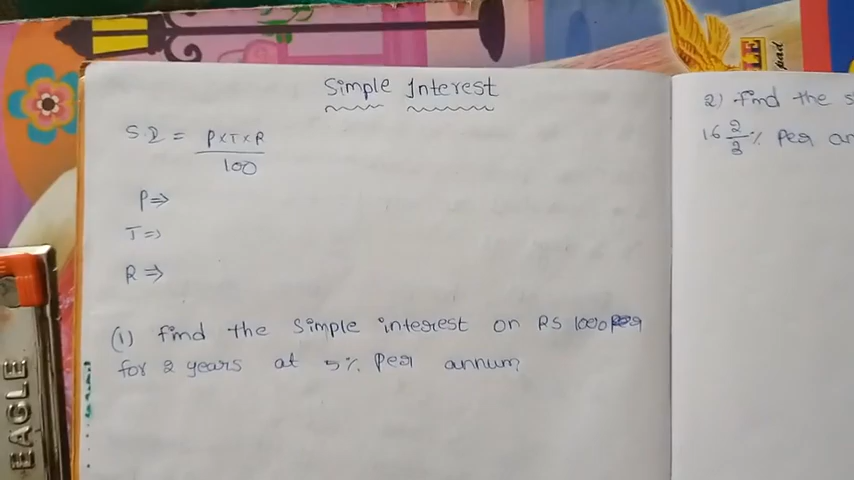 Simple Interest
S.I = P×T×R
100
P⇒
T⇒
R⇒
(1) find the simple interest on RS 1000
for 2 years at 5% per annum
2) find the
16 2/3 % per an
EAGLE